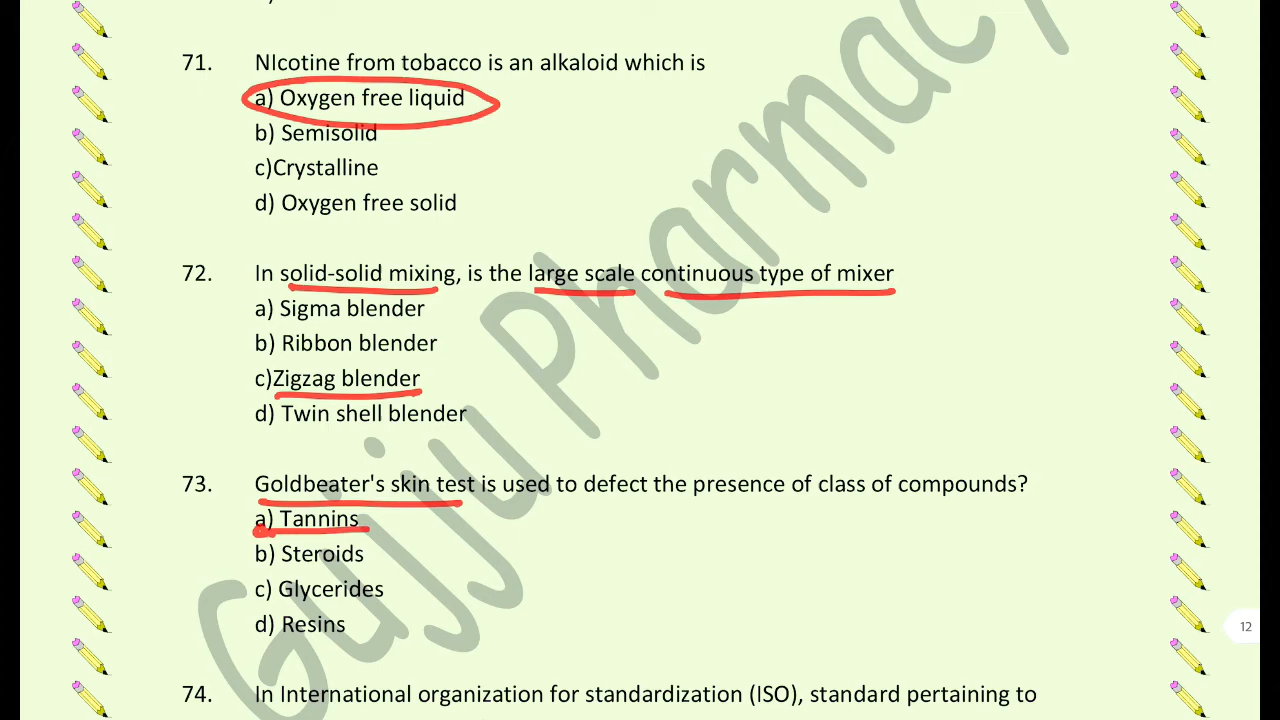 71. NIcotine from tobacco is an alkaloid which is
a) Oxygen free liquid
b) Semisolid
c)Crystalline
d) Oxygen free solid
72. In solid-solid mixing, is the large scale continuous type of mixer
a) Sigma blender
b) Ribbon blender
c)Zigzag blender
d) Twin shell blender
73. Goldbeater's skin test is used to defect the presence of class of compounds?
a) Tannins
b) Steroids
c) Glycerides
d) Resins
12
74. In International organization for standardization (ISO), standard pertaining to
Gujju Pharmacy